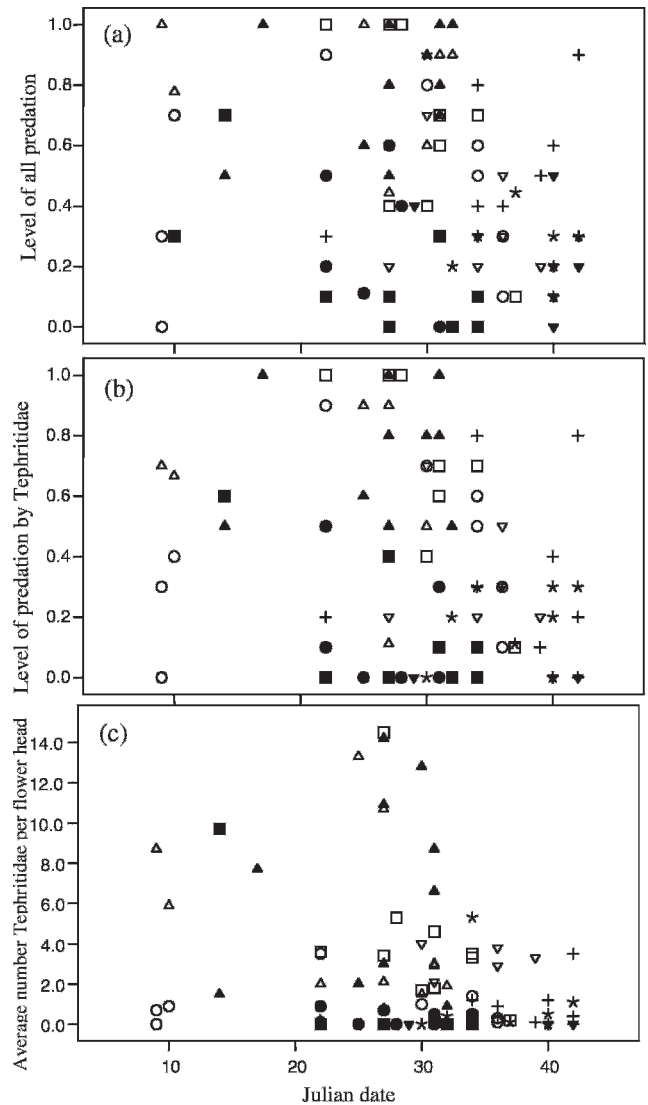 (a)
Level of all predation
1.0
0.8
0.6
0.4
0.2
0.0
(b)
Level of predation by Tephritidae
1.0
0.8
0.6
0.4
0.2
0.0
(c)
Average number Tephritidae per flower head
14.0
12.0
10.0
8.0
6.0
4.0
2.0
0.0
10 20 30 40
Julian date